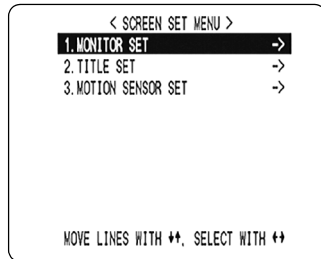 < SCREEN SET MENU >
1.MONITOR SET ->
2.TITLE SET ->
3.MOTION SENSOR SET ->
MOVE LINES WITH ↓↑, SELECT WITH ←→